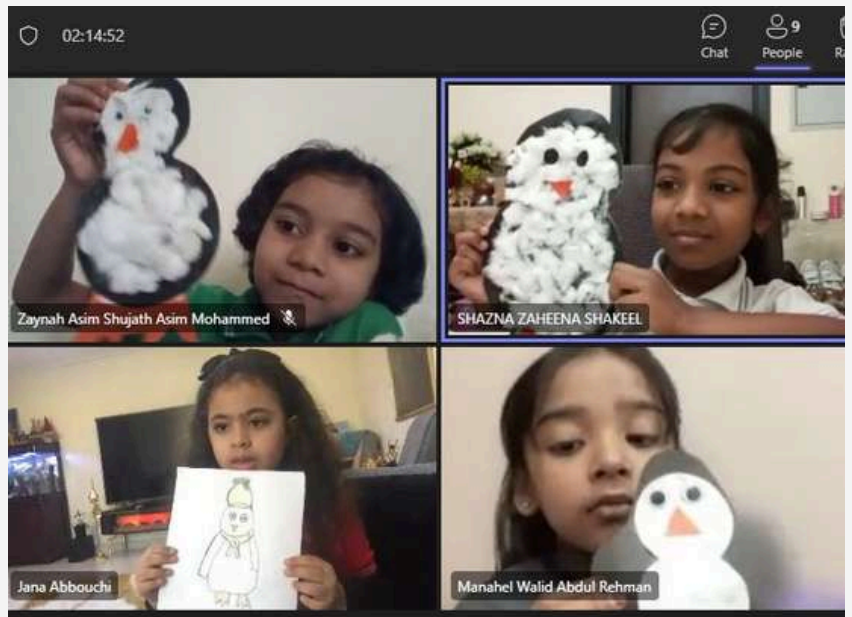 02:14:52
9
Chat
People
Zaynah Asim Shujath Asim Mohammed
SHAZNA ZAHEENA SHAKEEL
Jana Abbouchi
Manahel Walid Abdul Rehman